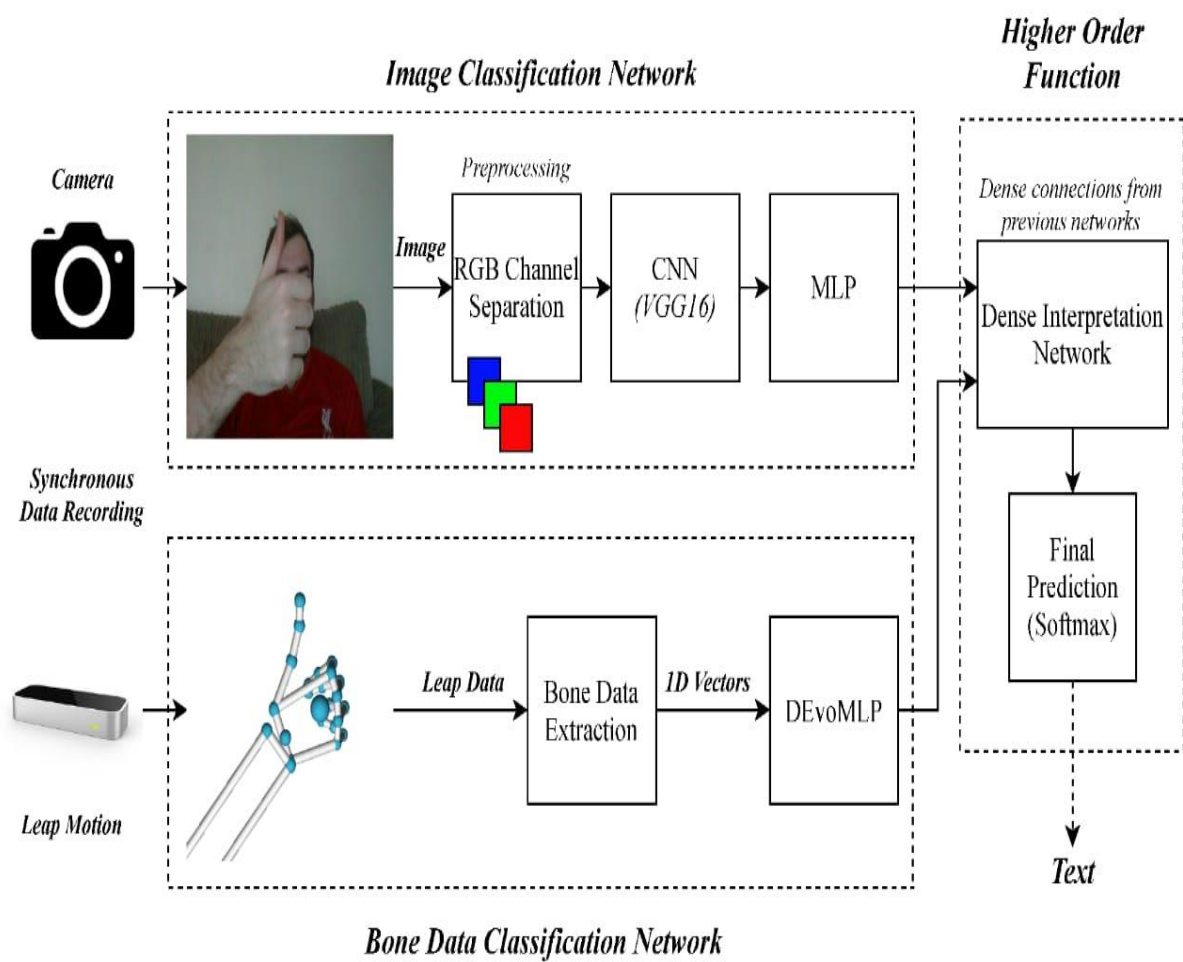 Higher Order
Function
Image Classification Network
Camera
Preprocessing
Image
RGB Channel
Separation
CNN
(VGG16)
MLP
Dense connections from
previous networks
Dense Interpretation
Network
Synchronous
Data Recording
Final
Prediction
(Softmax)
Leap Data
Bone Data
Extraction
1D Vectors
DEvoMLP
Leap Motion
Text
Bone Data Classification Network